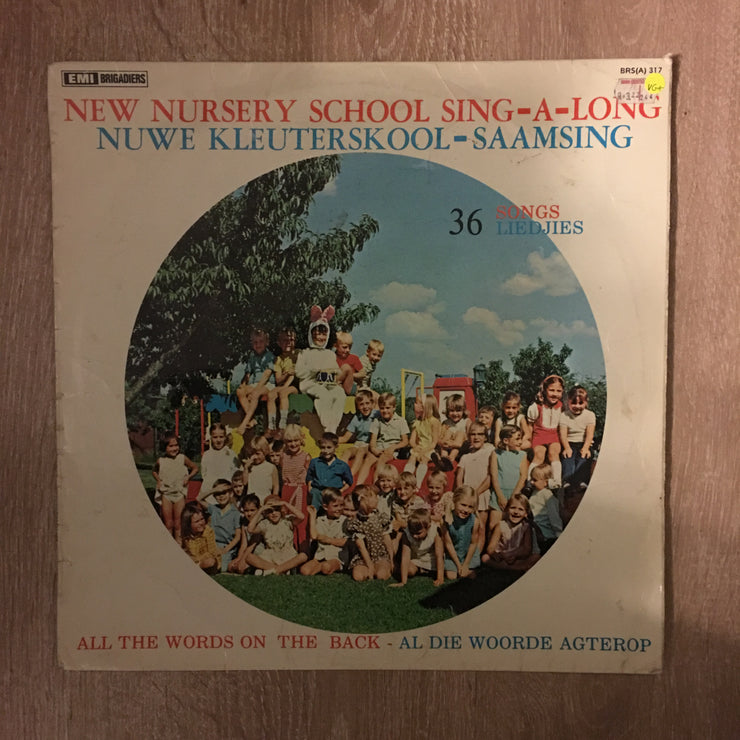 EMI BRIGADIERS
BRS(A) 317
VG+
NEW NURSERY SCHOOL SING-A-LONG
NUWE KLEUTERSKOOL-SAAMSING
36 SONGS
LIEDJIES
ALL THE WORDS ON THE BACK - AL DIE WOORDE AGTEROP